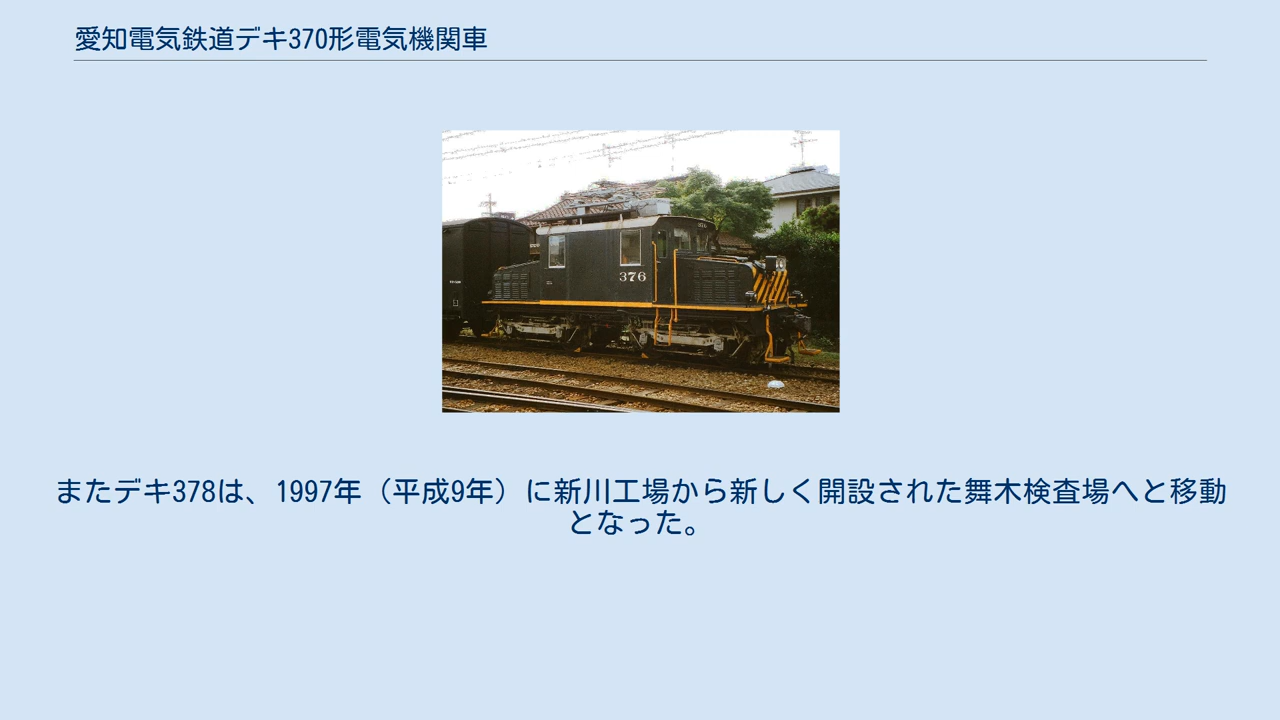 愛知電気鉄道デキ370形電気機関車
376
またデキ378は、1997年（平成9年）に新川工場から新しく開設された舞木検査場へと移動
となった。